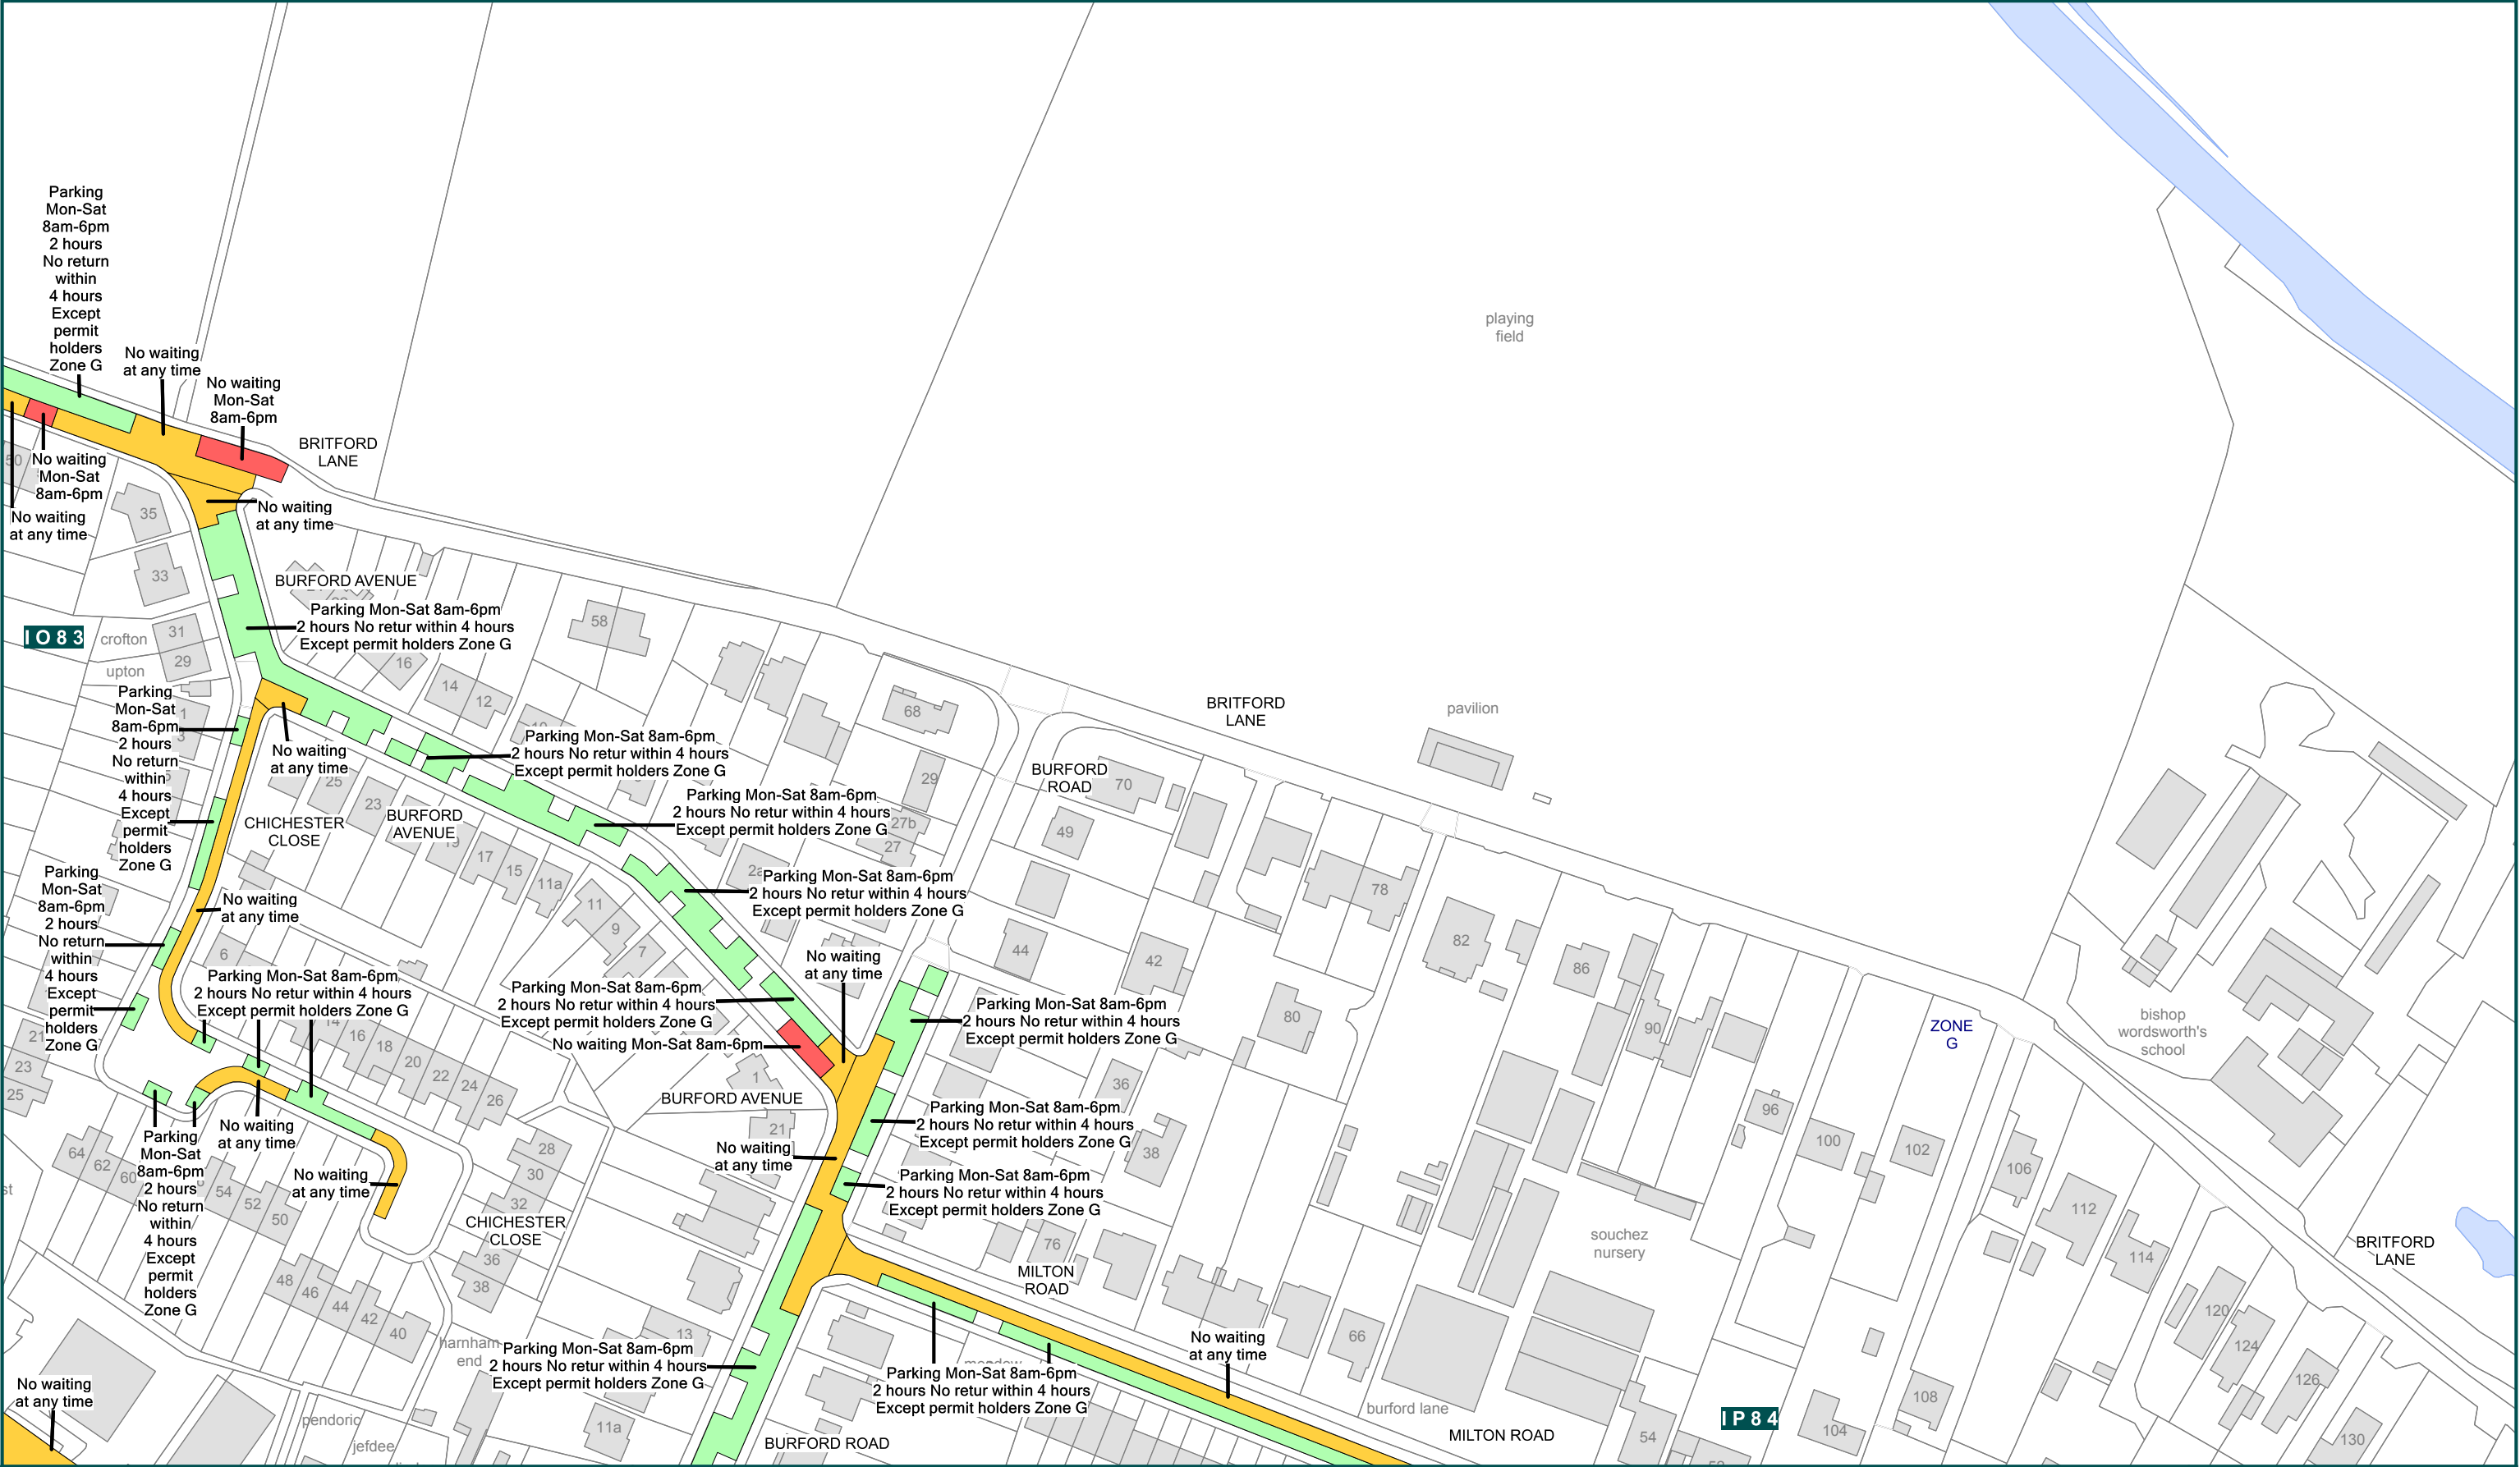 Parking
Mon-Sat
8am-6pm
2 hours
No return
within
4 hours
Except
permit
holders
Zone G
No waiting
at any time
No waiting
Mon-Sat
8am-6pm
BRITFORD
LANE
playing
field
50
No waiting
Mon-Sat
8am-6pm
No waiting
at any time
35
No waiting
at any time
33
BURFORD AVENUE
Parking Mon-Sat 8am-6pm
2 hours No retur within 4 hours
Except permit holders Zone G
58
I O 8 3
crofton
31
29
upton
16
14
12
10
Parking
Mon-Sat
8am-6pm
2 hours
No return
within
4 hours
Except
permit
holders
Zone G
No waiting
at any time
Parking Mon-Sat 8am-6pm
2 hours No retur within 4 hours
Except permit holders Zone G
68
BRITFORD
LANE
pavilion
BURFORD
ROAD
70
29
25
23
CHICHESTER
CLOSE
BURFORD
AVENUE
19
17
15
11a
Parking Mon-Sat 8am-6pm
2 hours No retur within 4 hours
Except permit holders Zone G
27b
27
49
2a
Parking Mon-Sat 8am-6pm
2 hours No retur within 4 hours
Except permit holders Zone G
78
Parking
Mon-Sat
8am-6pm
2 hours
No return
within
4 hours
Except
permit
holders
Zone G
No waiting
at any time
11
9
7
6
44
42
82
86
No waiting
at any time
Parking Mon-Sat 8am-6pm
2 hours No retur within 4 hours
Except permit holders Zone G
Parking Mon-Sat 8am-6pm
2 hours No retur within 4 hours
Except permit holders Zone G
No waiting Mon-Sat 8am-6pm
Parking Mon-Sat 8am-6pm
2 hours No retur within 4 hours
Except permit holders Zone G
80
90
ZONE
G
bishop
wordsworth's
school
21
23
25
14
16
18
20
22
24
26
1
BURFORD AVENUE
21
36
38
96
100
102
106
112
114
Parking Mon-Sat 8am-6pm
2 hours No retur within 4 hours
Except permit holders Zone G
No waiting
at any time
Parking Mon-Sat 8am-6pm
2 hours No retur within 4 hours
Except permit holders Zone G
No waiting
at any time
Parking
Mon-Sat
8am-6pm
2 hours
No return
within
4 hours
Except
permit
holders
Zone G
64
62
60
54
52
50
No waiting
at any time
28
30
32
CHICHESTER
CLOSE
36
38
76
MILTON
ROAD
souchez
nursery
BRITFORD
LANE
48
46
44
42
40
harnham
end
13
Parking Mon-Sat 8am-6pm
2 hours No retur within 4 hours
Except permit holders Zone G
meadow
Parking Mon-Sat 8am-6pm
2 hours No retur within 4 hours
Except permit holders Zone G
No waiting
at any time
66
120
124
126
130
No waiting
at any time
pendoric
jefdee
11a
BURFORD ROAD
burford lane
MILTON ROAD
54
I P 8 4
104
108